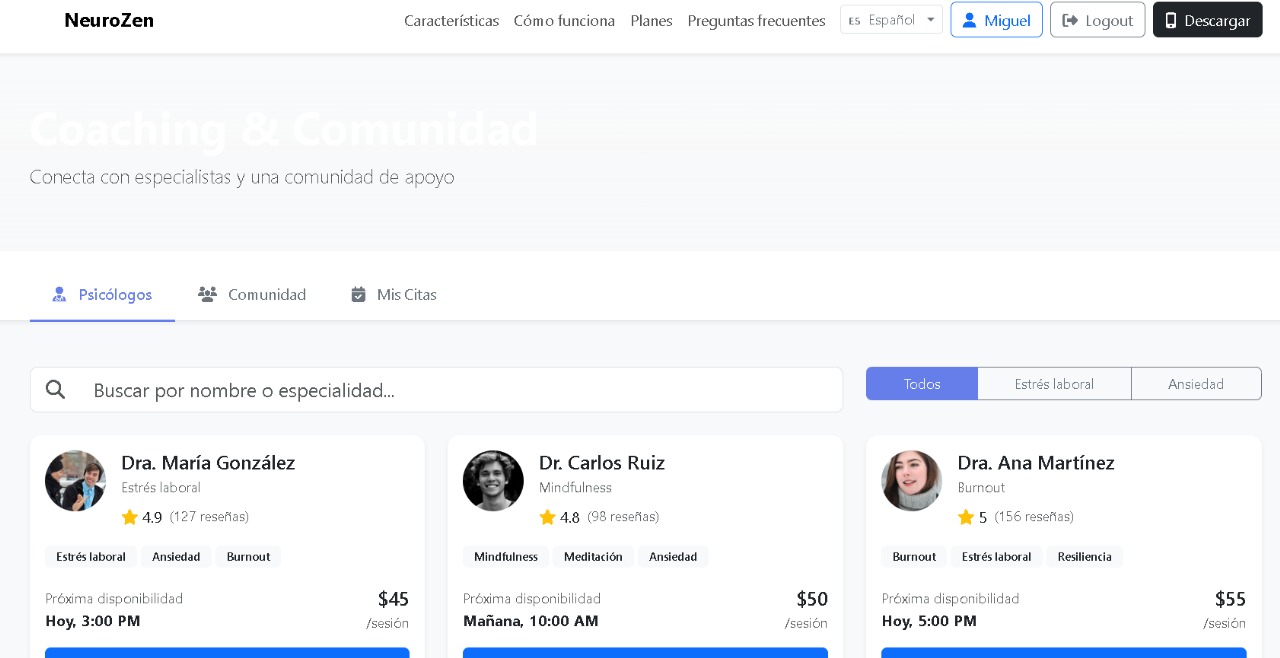 NeuroZen
Características
Cómo funciona
Planes
Preguntas frecuentes
ES Español
Miguel
Logout
Descargar
Coaching & Comunidad
Conecta con especialistas y una comunidad de apoyo
Psicólogos
Comunidad
Mis Citas
Buscar por nombre o especialidad...
Todos
Estrés laboral
Ansiedad
Dra. María González
Estrés laboral
4.9 (127 reseñas)
Estrés laboral
Ansiedad
Burnout
Próxima disponibilidad
Hoy, 3:00 PM
$45
/sesión
Dr. Carlos Ruiz
Mindfulness
4.8 (98 reseñas)
Mindfulness
Meditación
Ansiedad
Próxima disponibilidad
Mañana, 10:00 AM
$50
/sesión
Dra. Ana Martínez
Burnout
5 (156 reseñas)
Burnout
Estrés laboral
Resiliencia
Próxima disponibilidad
Hoy, 5:00 PM
$55
/sesión